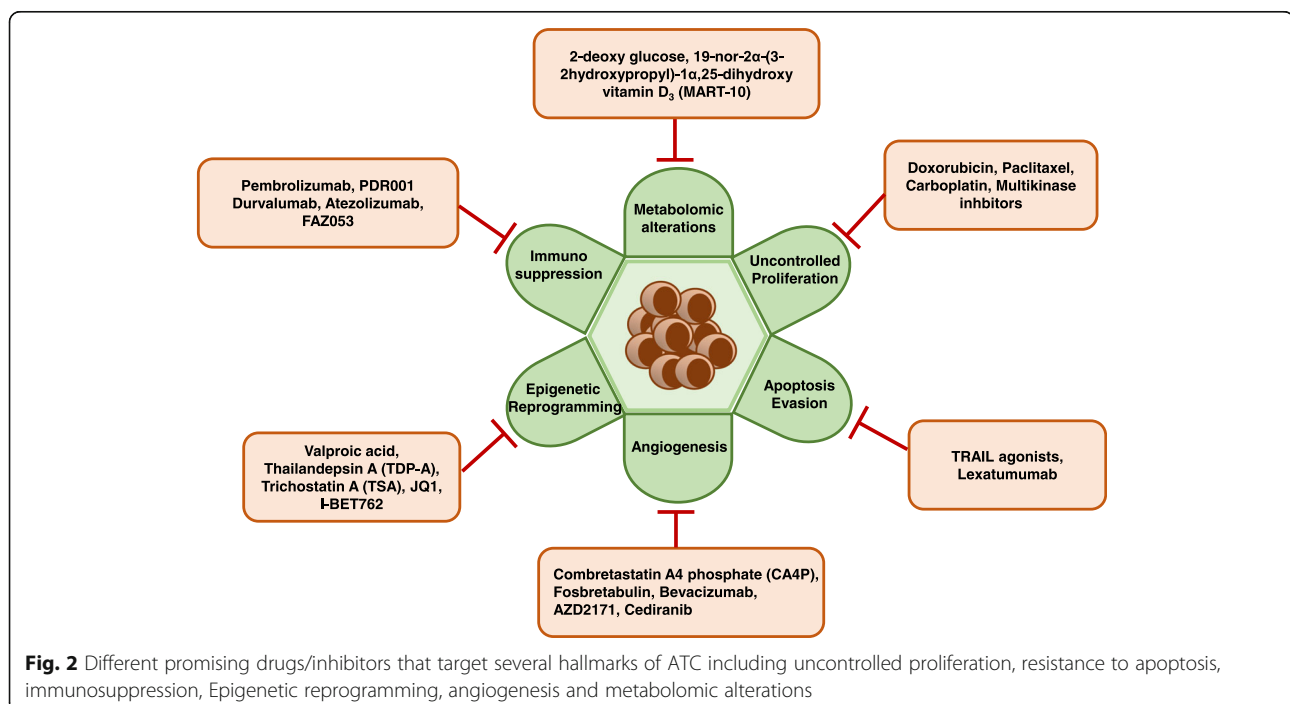 2-deoxy glucose, 19-nor-2α-(3-
2hydroxypropyl)-1α,25-dihydroxy
vitamin D₃ (MART-10)
Pembrolizumab, PDR001
Durvalumab, Atezolizumab,
FAZ053
Doxorubicin, Paclitaxel,
Carboplatin, Multikinase
inhbitors
Metabolomic
alterations
Immuno
suppression
Uncontrolled
Proliferation
Epigenetic
Reprogramming
Apoptosis
Evasion
Angiogenesis
Valproic acid,
Thailandepsin A (TDP-A),
Trichostatin A (TSA), JQ1,
I-BET762
TRAIL agonists,
Lexatumumab
Combretastatin A4 phosphate (CA4P),
Fosbretabulin, Bevacizumab,
AZD2171, Cediranib
Fig. 2 Different promising drugs/inhibitors that target several hallmarks of ATC including uncontrolled proliferation, resistance to apoptosis,
immunosuppression, Epigenetic reprogramming, angiogenesis and metabolomic alterations